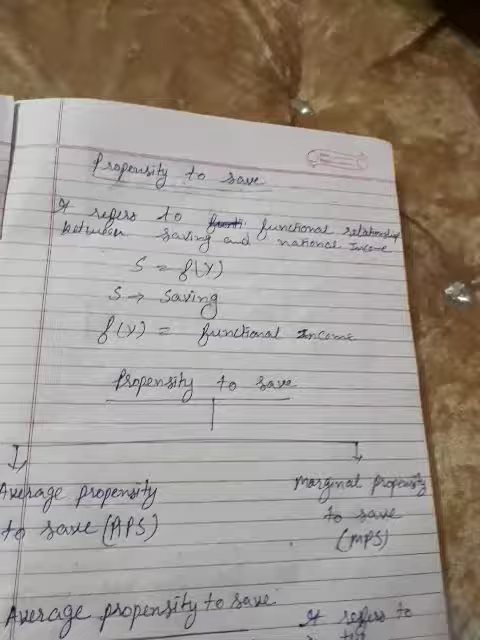 Propensity to save
It refers to functional relationship
between saving and national Income
S = f(Y)
S → Saving
f(Y) = functional Income
Propensity to save
Average propensity
to save (APS)
Marginal propensity
to save
(MPS)
Average propensity to save
It refers to